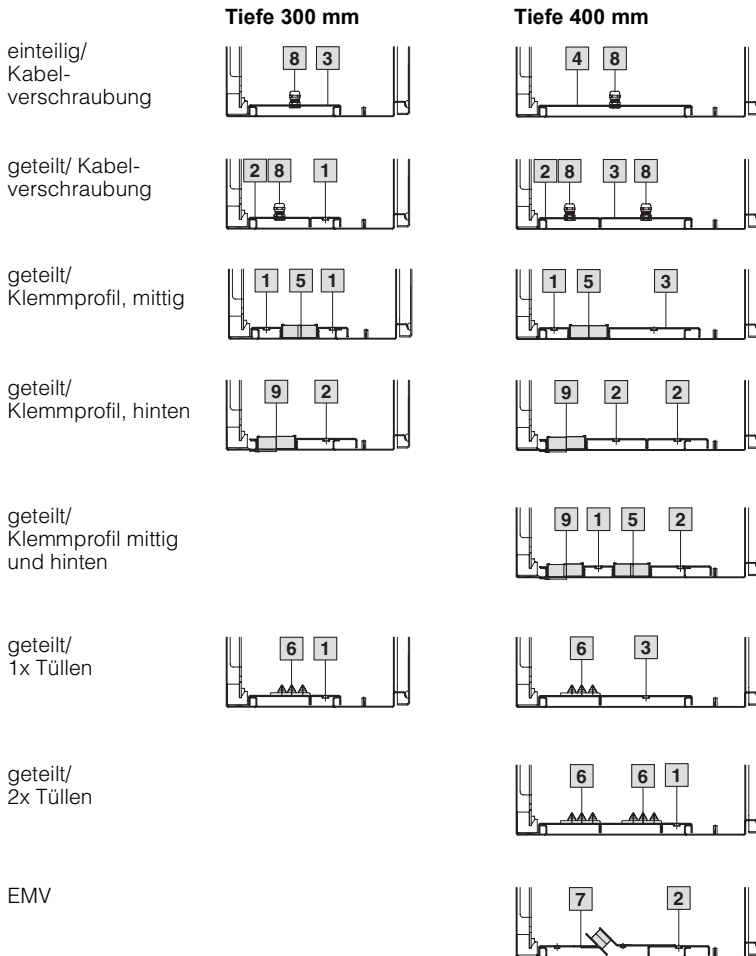 Tiefe 300 mm Tiefe 400 mm
einteilig/
Kabel-
verschraubung
8 3 4 8
geteilt/ Kabel-
verschraubung
2 8 1 2 8 3 8
geteilt/
Klemmprofil, mittig
1 5 1 1 5 3
geteilt/
Klemmprofil, hinten
9 2 9 2 2
geteilt/
Klemmprofil mittig
und hinten
9 1 5 2
geteilt/
1x Tüllen
6 1 6 3
geteilt/
2x Tüllen
6 6 1
EMV
7 2